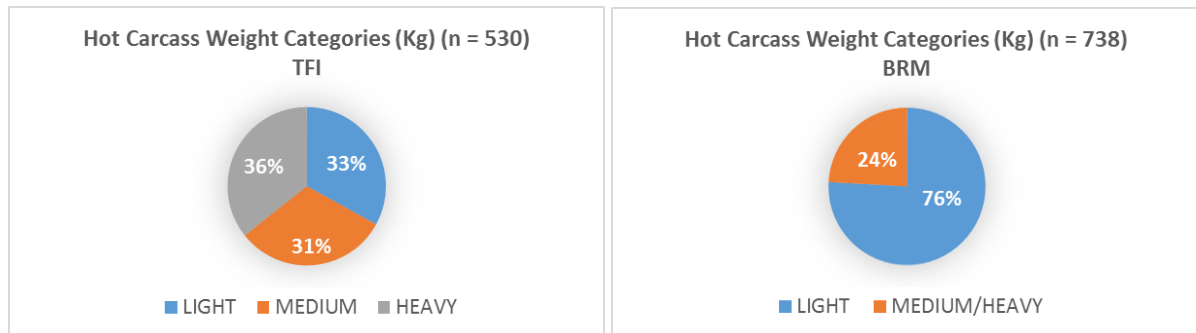 Hot Carcass Weight Categories (Kg) (n = 530)
TFI
36%
33%
31%
LIGHT MEDIUM HEAVY
Hot Carcass Weight Categories (Kg) (n = 738)
BRM
24%
76%
LIGHT MEDIUM/HEAVY